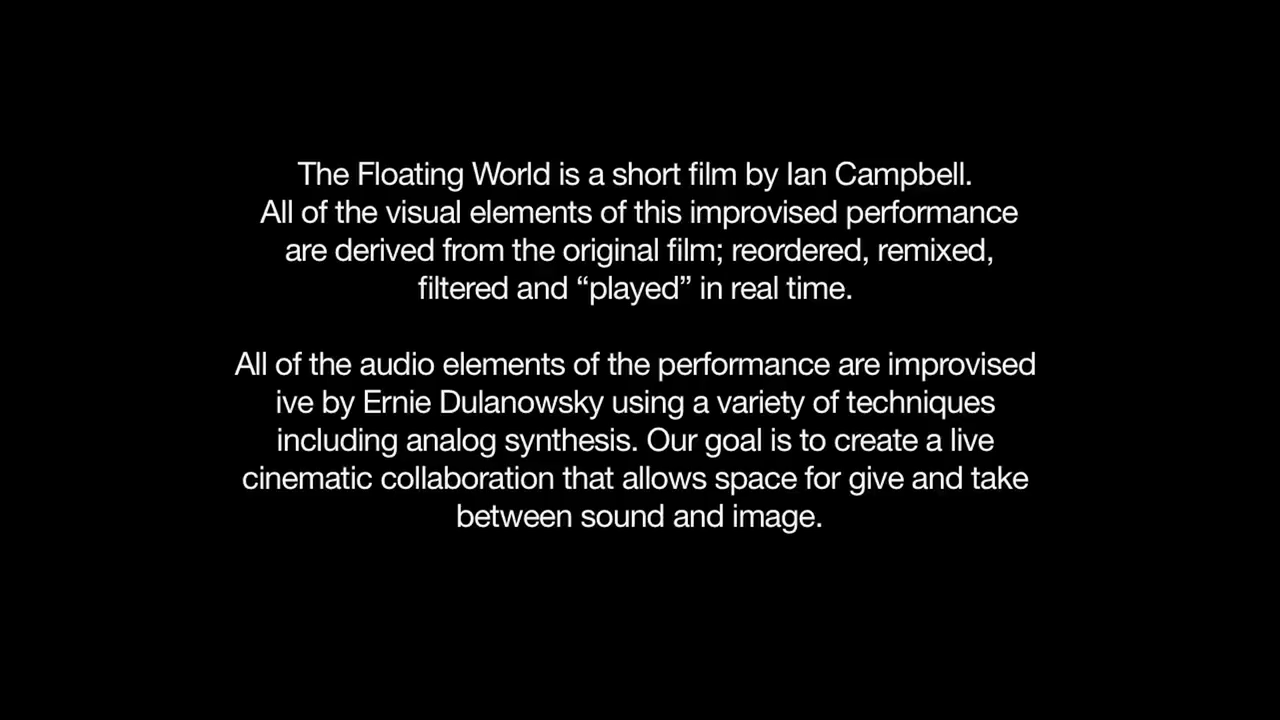 The Floating World is a short film by Ian Campbell.
All of the visual elements of this improvised performance
are derived from the original film; reordered, remixed,
filtered and “played” in real time.
All of the audio elements of the performance are improvised
ive by Ernie Dulanowsky using a variety of techniques
including analog synthesis. Our goal is to create a live
cinematic collaboration that allows space for give and take
between sound and image.